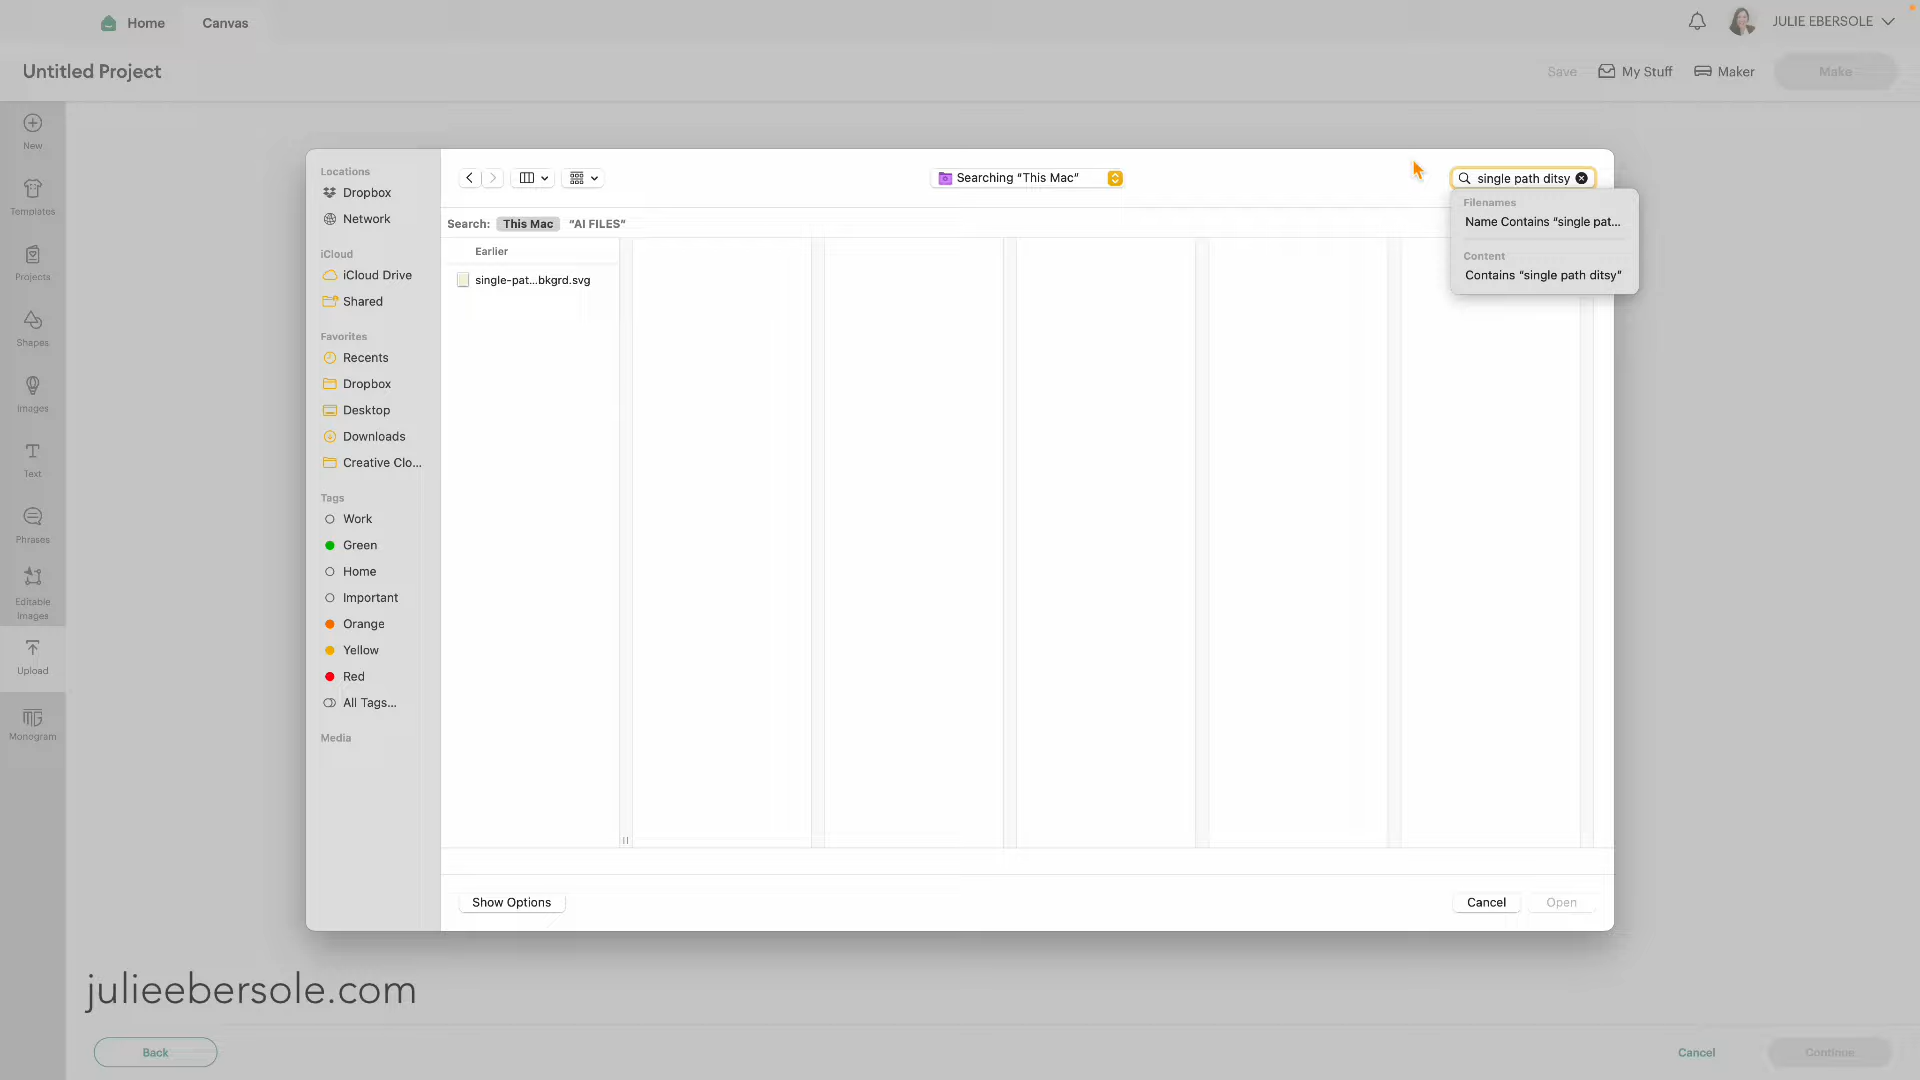 Home
Canvas
JULIE EBERSOLE
Untitled Project
Save
My Stuff
Maker
Make
New
Templates
Projects
Shapes
Images
Text
Phrases
Editable
Images
Upload
Monogram
Locations
Dropbox
Network
iCloud
iCloud Drive
Shared
Favorites
Recents
Dropbox
Desktop
Downloads
Creative Clo...
Tags
Work
Green
Home
Important
Orange
Yellow
Red
All Tags...
Media
Searching “This Mac”
single path ditsy
Search: This Mac “AI FILES”
Earlier
single-pat...bkgrd.svg
Filenames
Name Contains “single pat...
Content
Contains “single path ditsy”
Show Options
Cancel
Open
julieebersole.com
Back
Cancel
Continue